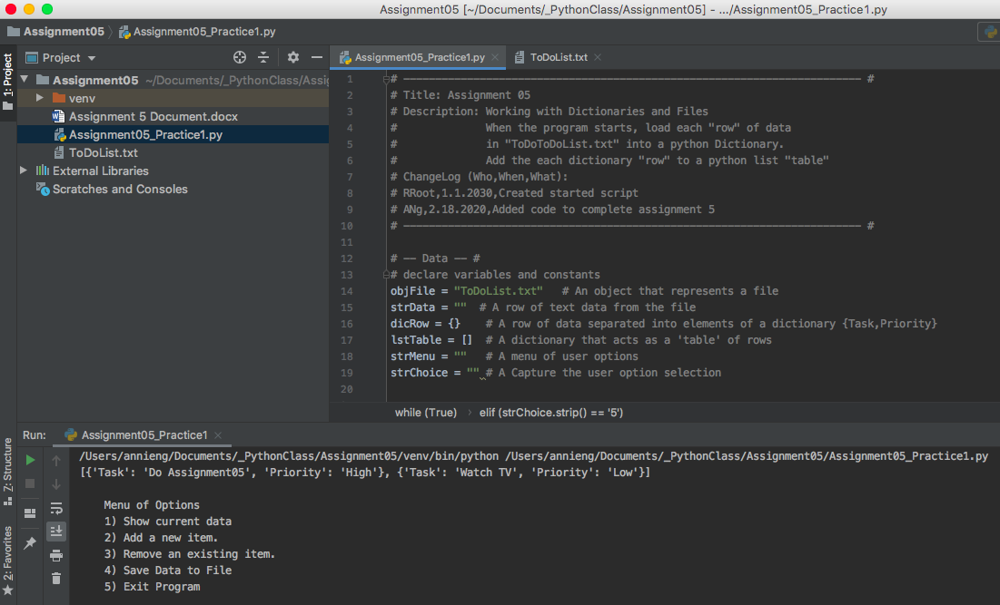 Assignment05 [~/Documents/_PythonClass/Assignment05] - .../Assignment05_Practice1.py
Assignment05 Assignment05_Practice1.py
1: Project
Project
Assignment05_Practice1.py
ToDoList.txt
Assignment05 ~/Documents/_PythonClass/Assi
venv
Assignment 5 Document.docx
Assignment05_Practice1.py
ToDoList.txt
External Libraries
Scratches and Consoles
1 # ------------------------------------------------------------------------ #
2 # Title: Assignment 05
3 # Description: Working with Dictionaries and Files
4 # When the program starts, load each "row" of data
5 # in "ToDoToDoList.txt" into a python Dictionary.
6 # Add the each dictionary "row" to a python list "table"
7 # ChangeLog (Who,When,What):
8 # RRoot,1.1.2030,Created started script
9 # ANg,2.18.2020,Added code to complete assignment 5
10 # ------------------------------------------------------------------------ #
11
12 # -- Data -- #
13 # declare variables and constants
14 objFile = "ToDoList.txt" # An object that represents a file
15 strData = "" # A row of text data from the file
16 dicRow = {} # A row of data separated into elements of a dictionary {Task,Priority}
17 lstTable = [] # A dictionary that acts as a 'table' of rows
18 strMenu = "" # A menu of user options
19 strChoice = "" # A Capture the user option selection
20
while (True) › elif (strChoice.strip() == '5')
Run: Assignment05_Practice1
7: Structure
2: Favorites
/Users/annieng/Documents/_PythonClass/Assignment05/venv/bin/python /Users/annieng/Documents/_PythonClass/Assignment05/Assignment05_Practice1.py
[{'Task': 'Do Assignment05', 'Priority': 'High'}, {'Task': 'Watch TV', 'Priority': 'Low'}]
Menu of Options
1) Show current data
2) Add a new item.
3) Remove an existing item.
4) Save Data to File
5) Exit Program